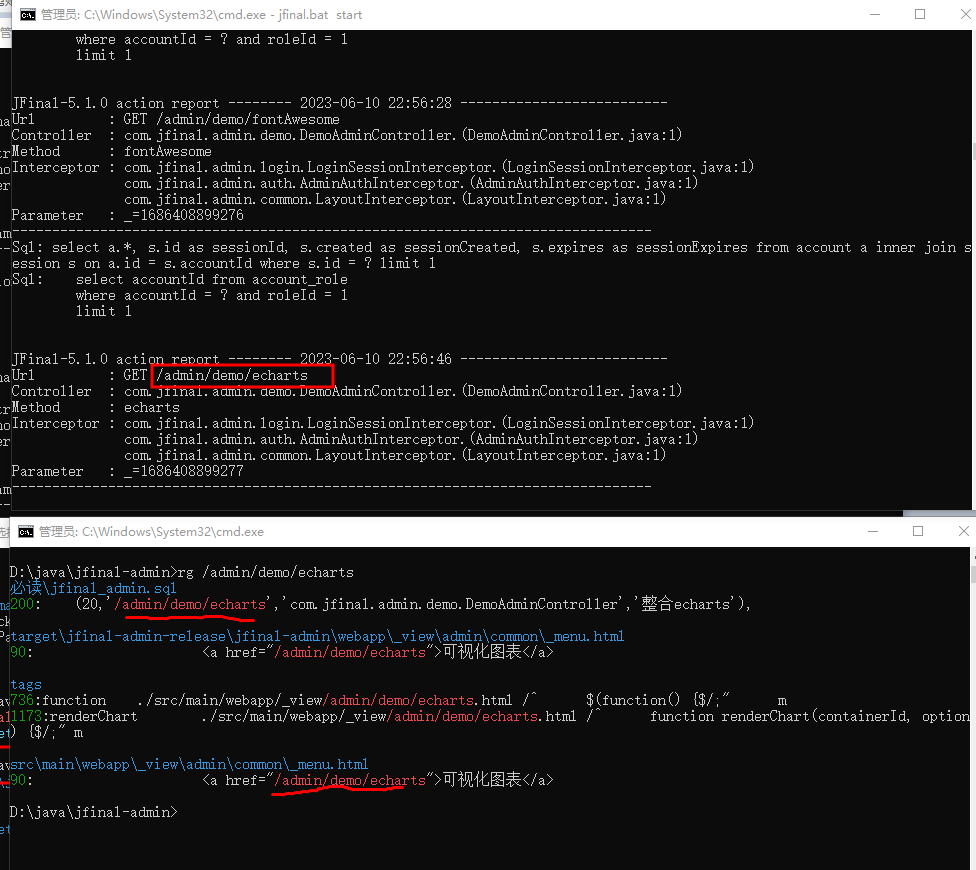 管理员: C:\Windows\System32\cmd.exe - jfinal.bat start
where accountId = ? and roleId = 1
limit 1
JFinal-5.1.0 action report -------- 2023-06-10 22:56:28 --------------------------
Url : GET /admin/demo/fontAwesome
Controller : com.jfinal.admin.demo.DemoAdminController.(DemoAdminController.java:1)
Method : fontAwesome
Interceptor : com.jfinal.admin.login.LoginSessionInterceptor.(LoginSessionInterceptor.java:1)
com.jfinal.admin.auth.AdminAuthInterceptor.(AdminAuthInterceptor.java:1)
com.jfinal.admin.common.LayoutInterceptor.(LayoutInterceptor.java:1)
Parameter : _=1686408899276
--------------------------------------------------------------------------------
Sql: select a.*, s.id as sessionId, s.created as sessionCreated, s.expires as sessionExpires from account a inner join s
ession s on a.id = s.accountId where s.id = ? limit 1
Sql: select accountId from account_role
where accountId = ? and roleId = 1
limit 1
JFinal-5.1.0 action report -------- 2023-06-10 22:56:46 --------------------------
Url : GET /admin/demo/echarts
Controller : com.jfinal.admin.demo.DemoAdminController.(DemoAdminController.java:1)
Method : echarts
Interceptor : com.jfinal.admin.login.LoginSessionInterceptor.(LoginSessionInterceptor.java:1)
com.jfinal.admin.auth.AdminAuthInterceptor.(AdminAuthInterceptor.java:1)
com.jfinal.admin.common.LayoutInterceptor.(LayoutInterceptor.java:1)
Parameter : _=1686408899277
--------------------------------------------------------------------------------
管理员: C:\Windows\System32\cmd.exe
D:\java\jfinal-admin>rg /admin/demo/echarts
必读\jfinal_admin.sql
200: (20,'/admin/demo/echarts','com.jfinal.admin.demo.DemoAdminController','整合echarts'),
target\jfinal-admin-release\jfinal-admin\webapp\_view\admin\common\_menu.html
90: <a href="/admin/demo/echarts">可视化图表</a>
tags
736:function ./src/main/webapp/_view/admin/demo/echarts.html /^ $(function() {$/;" m
1173:renderChart ./src/main/webapp/_view/admin/demo/echarts.html /^ function renderChart(containerId, option
) {$/;" m
src\main\webapp\_view\admin\common\_menu.html
90: <a href="/admin/demo/echarts">可视化图表</a>
D:\java\jfinal-admin>